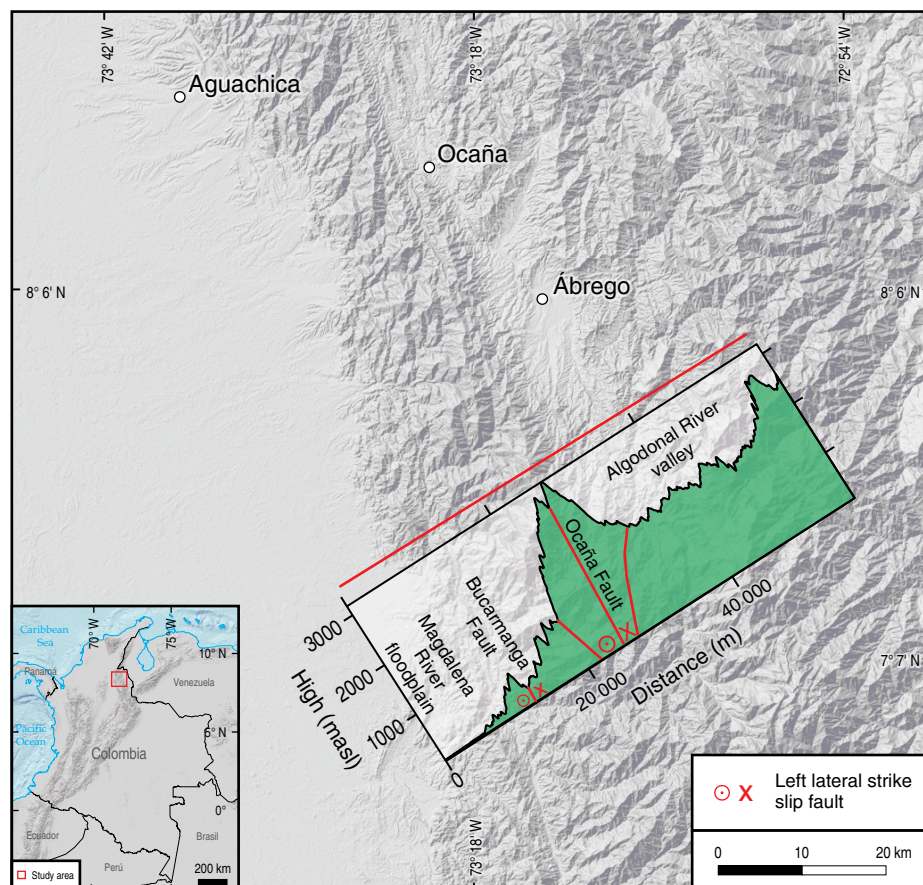 73° 42' W
73° 18' W
72° 54' W
Aguachica
Ocaña
8° 6' N
8° 6' N
Ábrego
Algodonal River
valley
Ocaña Fault
Bucarmanga
Fault
Magdalena
River
floodplain
3000
2000
1000
0
High (masl)
20 000
40 000
Distance (m)
7° 7' N
73° 18' W
X
X
Caribbean
Sea
70° W
75° W
10° N
Panamá
Venezuela
Pacific
Ocean
5° N
Colombia
0°
Ecuador
Brasil
Perú
Study area
200 km
X
Left lateral strike
slip fault
0
10
20 km